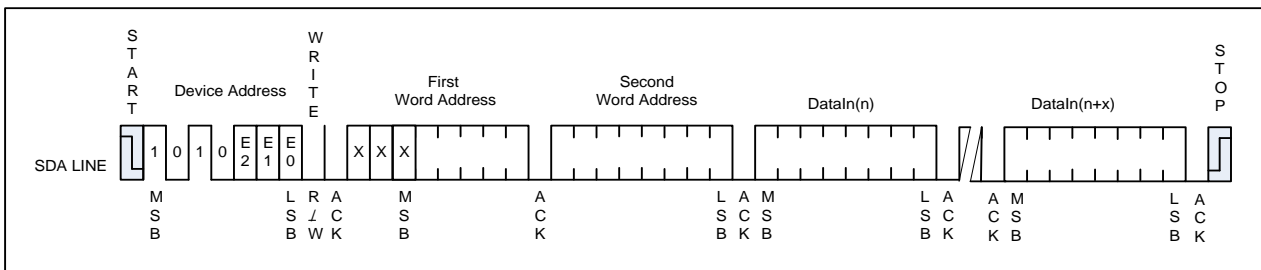 START
WRITE
STOP
Device Address
First
Word Address
Second
Word Address
DataIn(n)
DataIn(n+x)
SDA LINE
1 0 1 0 E2 E1 E0 X X X
MSB
LSB
R/W
ACK
MSB
ACK
LSB
ACK
MSB
LSB
ACK
ACK
MSB
LSB
ACK